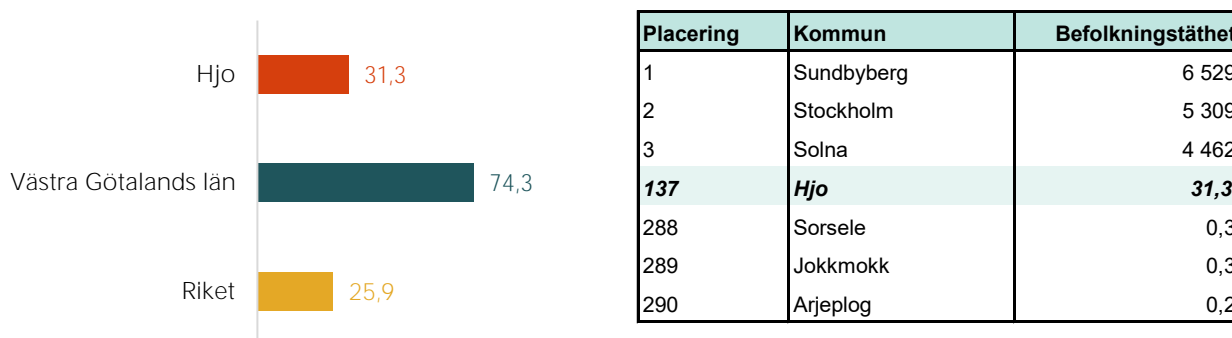 Hjo 31,3
Västra Götalands län 74,3
Riket 25,9
Placering Kommun Befolkningstäthet
1 Sundbyberg 6 529
2 Stockholm 5 309
3 Solna 4 462
137 Hjo 31,3
288 Sorsele 0,3
289 Jokkmokk 0,3
290 Arjeplog 0,2